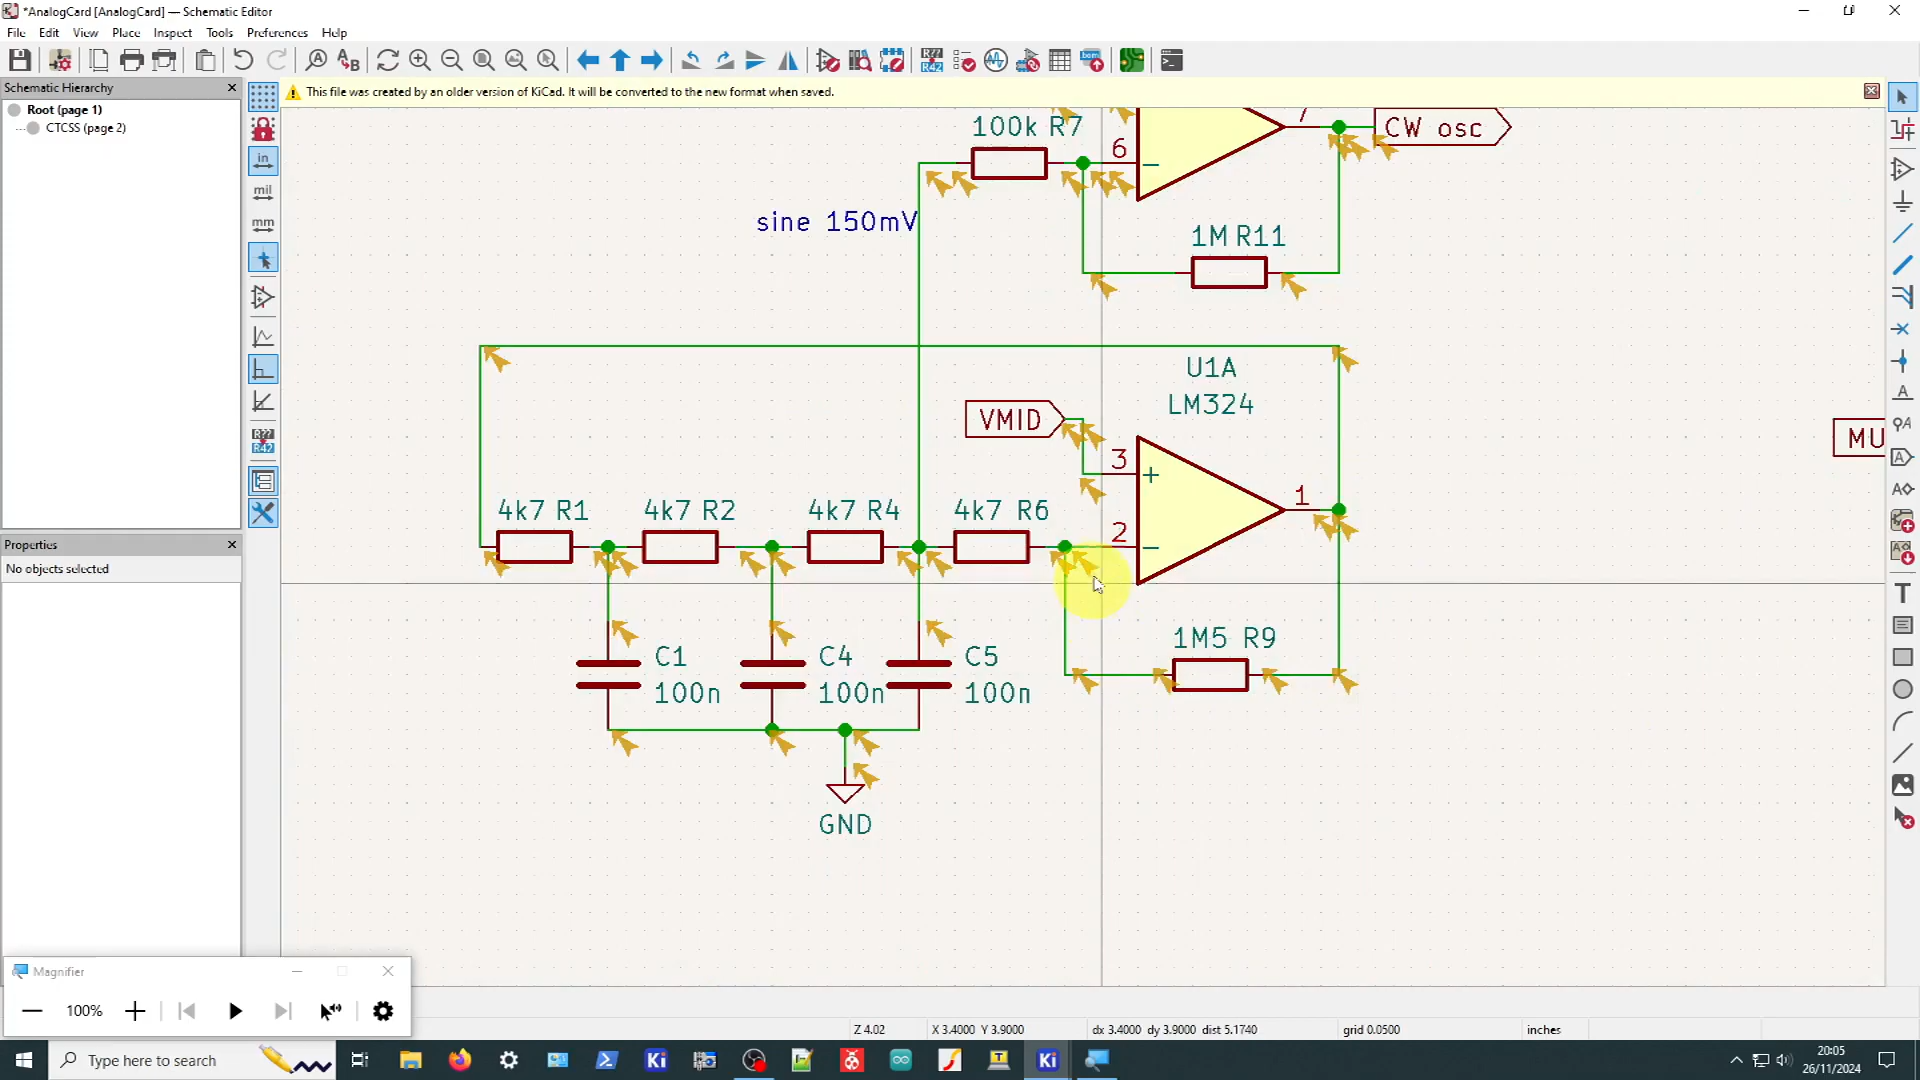 *AnalogCard [AnalogCard] — Schematic Editor
File Edit View Place Inspect Tools Preferences Help
Schematic Hierarchy
This file was created by an older version of KiCad. It will be converted to the new format when saved.
Root (page 1)
CTCSS (page 2)
in
mil
mm
Properties
No objects selected
100k R7
6
7
CW osc
sine 150mV
1M R11
U1A
LM324
VMID
MU
3
1
2
4k7 R1
4k7 R2
4k7 R4
4k7 R6
1M5 R9
C1
100n
C4
100n
C5
100n
GND
Magnifier
100%
Z 4.02
X 3.4000 Y 3.9000
dx 3.4000 dy 3.9000 dist 5.1740
grid 0.0500
inches
Type here to search
20:05
26/11/2024